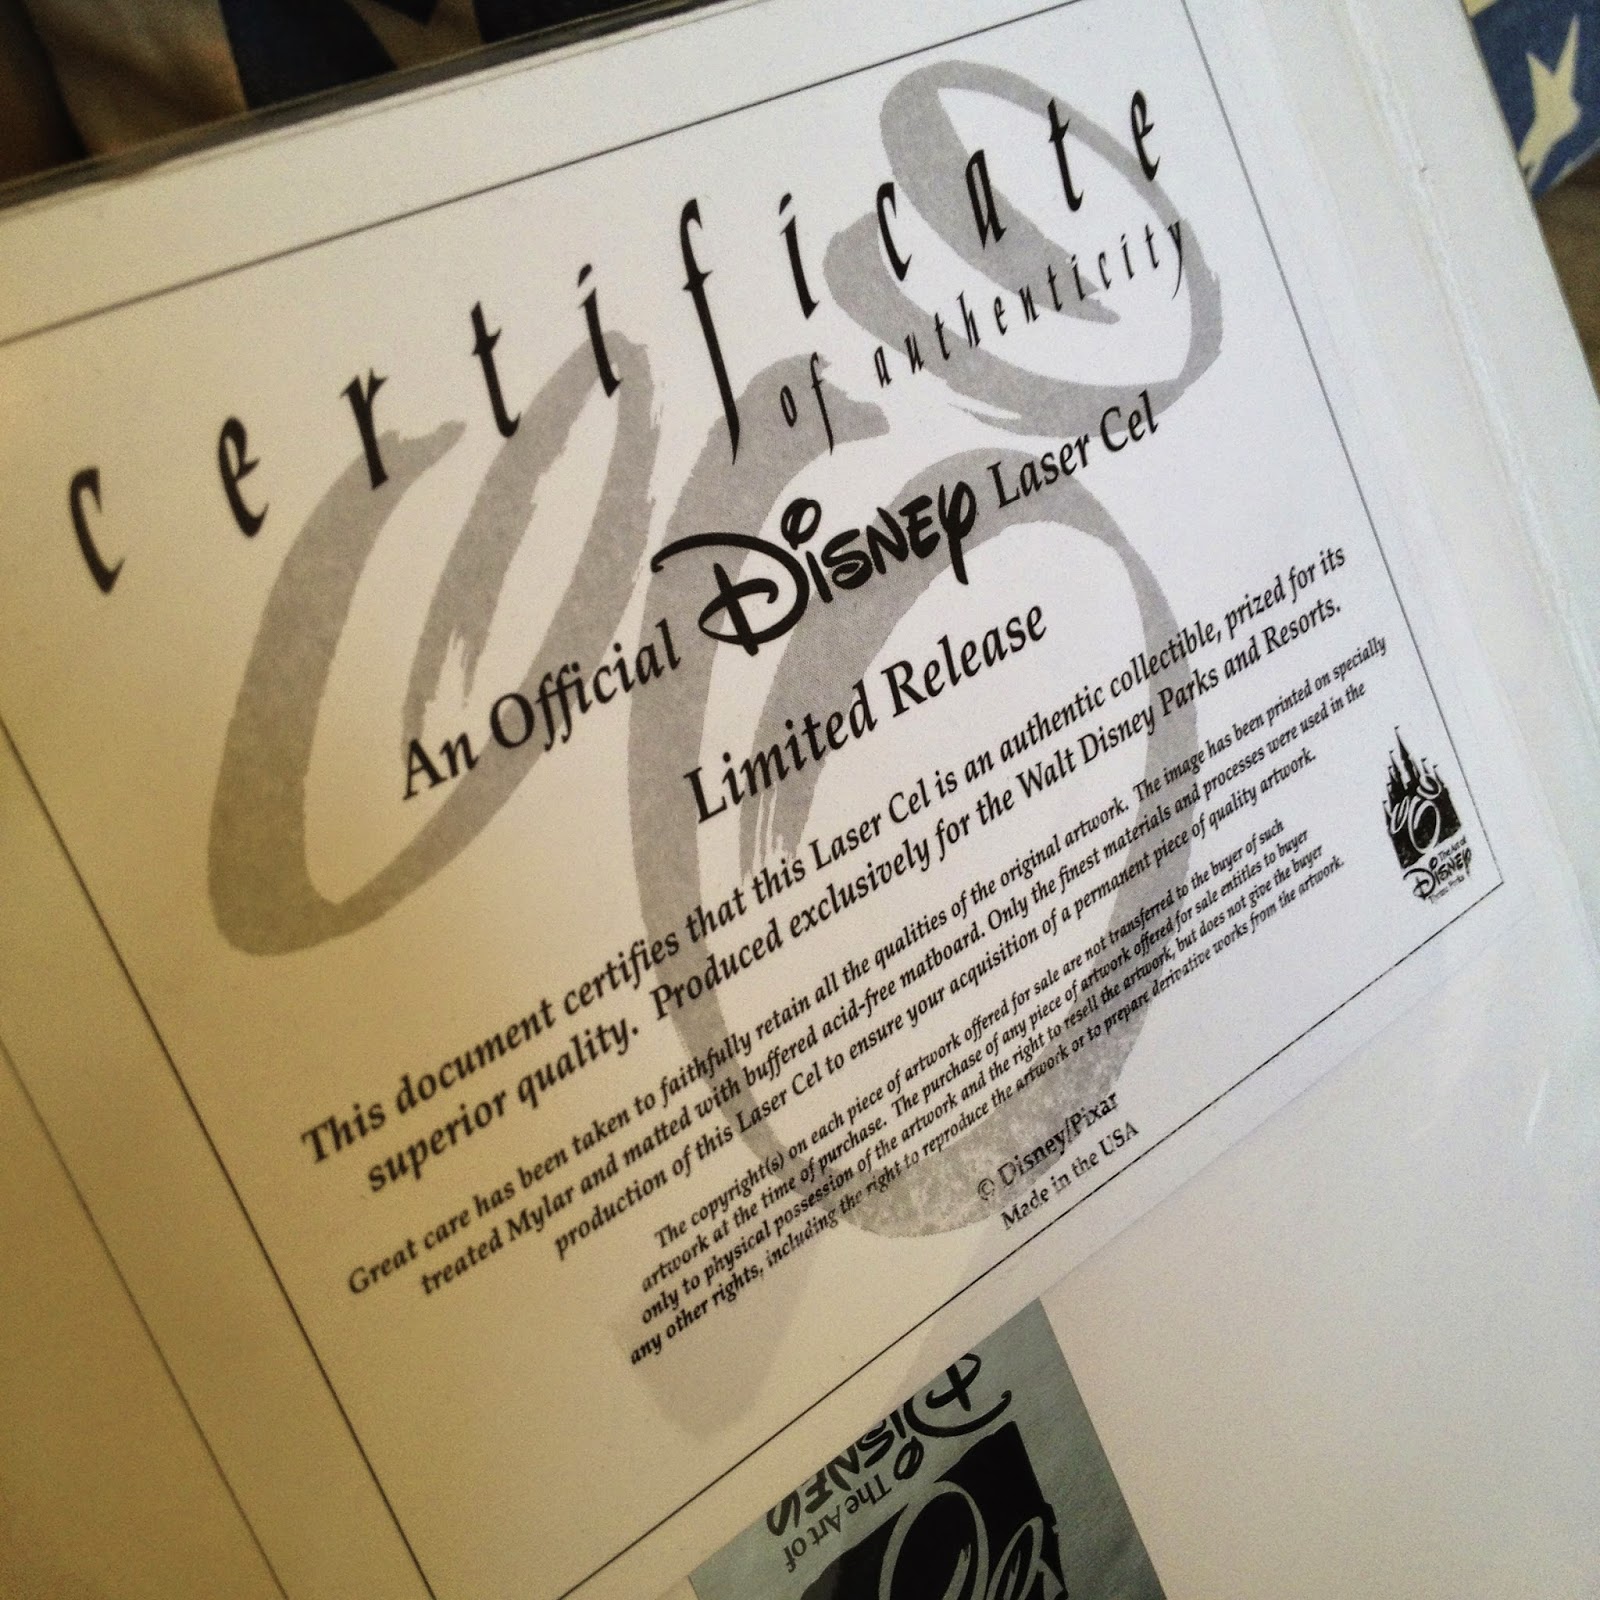 certificate
of authenticity
An Official Disney Laser Cel
Limited Release
This document certifies that this Laser Cel is an authentic collectible, prized for its
superior quality. Produced exclusively for the Walt Disney Parks and Resorts.
Great care has been taken to faithfully retain all the qualities of the original artwork. The image has been printed on specially
treated Mylar and matted with buffered acid-free matboard. Only the finest materials and processes were used in the
production of this Laser Cel to ensure your acquisition of a permanent piece of quality artwork.
The copyright(s) on each piece of artwork offered for sale are not transferred to the buyer of such
artwork at the time of purchase. The purchase of any piece of artwork offered for sale entitles to buyer
only to physical possession of the artwork and the right to resell the artwork, but does not give the buyer
any other rights, including the right to reproduce the artwork or to prepare derivative works from the artwork.
© Disney/Pixar
Made in the USA
The Art of
Disney
Theme Parks
The Art of
Disney